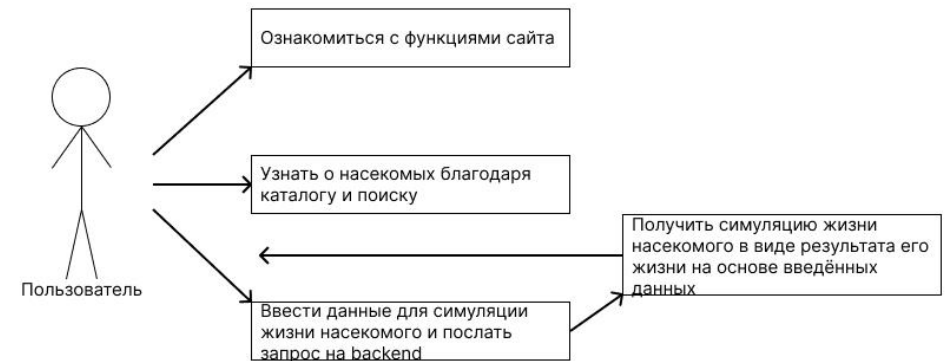 Ознакомиться с функциями сайта
Узнать о насекомых благодаря
каталогу и поиску
Получить симуляцию жизни
насекомого в виде результата его
жизни на основе введённых
данных
Пользователь
Ввести данные для симуляции
жизни насекомого и послать
запрос на backend